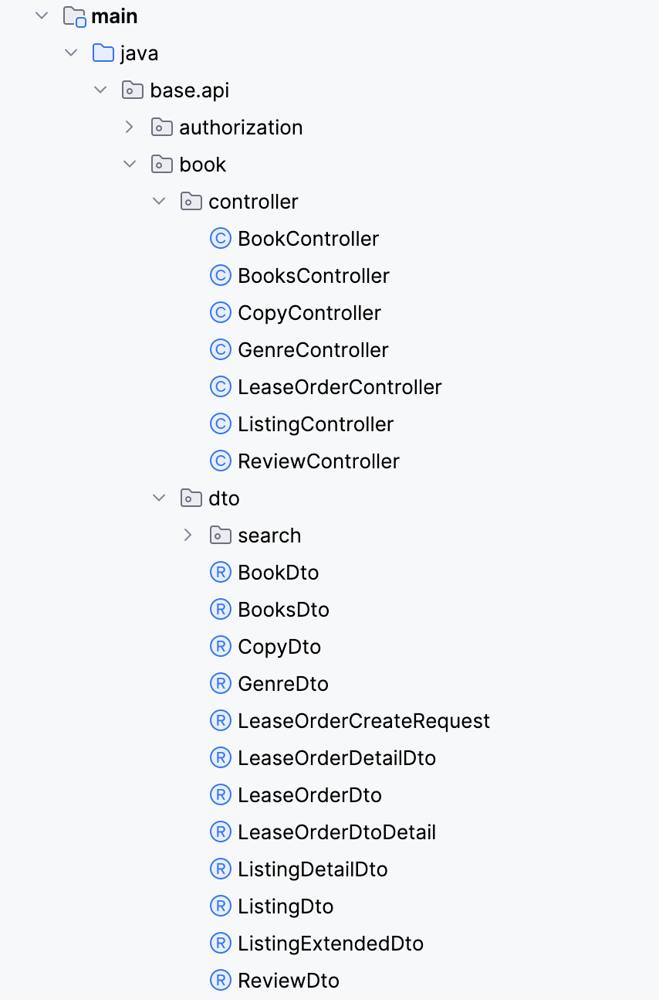 main
java
base.api
authorization
book
controller
C BookController
C BooksController
C CopyController
C GenreController
C LeaseOrderController
C ListingController
C ReviewController
dto
search
R BookDto
R BooksDto
R CopyDto
R GenreDto
R LeaseOrderCreateRequest
R LeaseOrderDetailDto
R LeaseOrderDto
R LeaseOrderDtoDetail
R ListingDetailDto
R ListingDto
R ListingExtendedDto
R ReviewDto